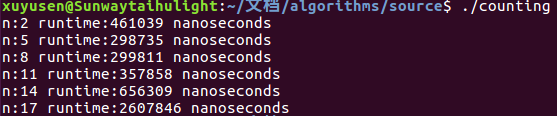 xuyusen@Sunwaytaihulight:~/文档/algorithms/source$ ./counting
n:2 runtime:461039 nanoseconds
n:5 runtime:298735 nanoseconds
n:8 runtime:299811 nanoseconds
n:11 runtime:357858 nanoseconds
n:14 runtime:656309 nanoseconds
n:17 runtime:2607846 nanoseconds